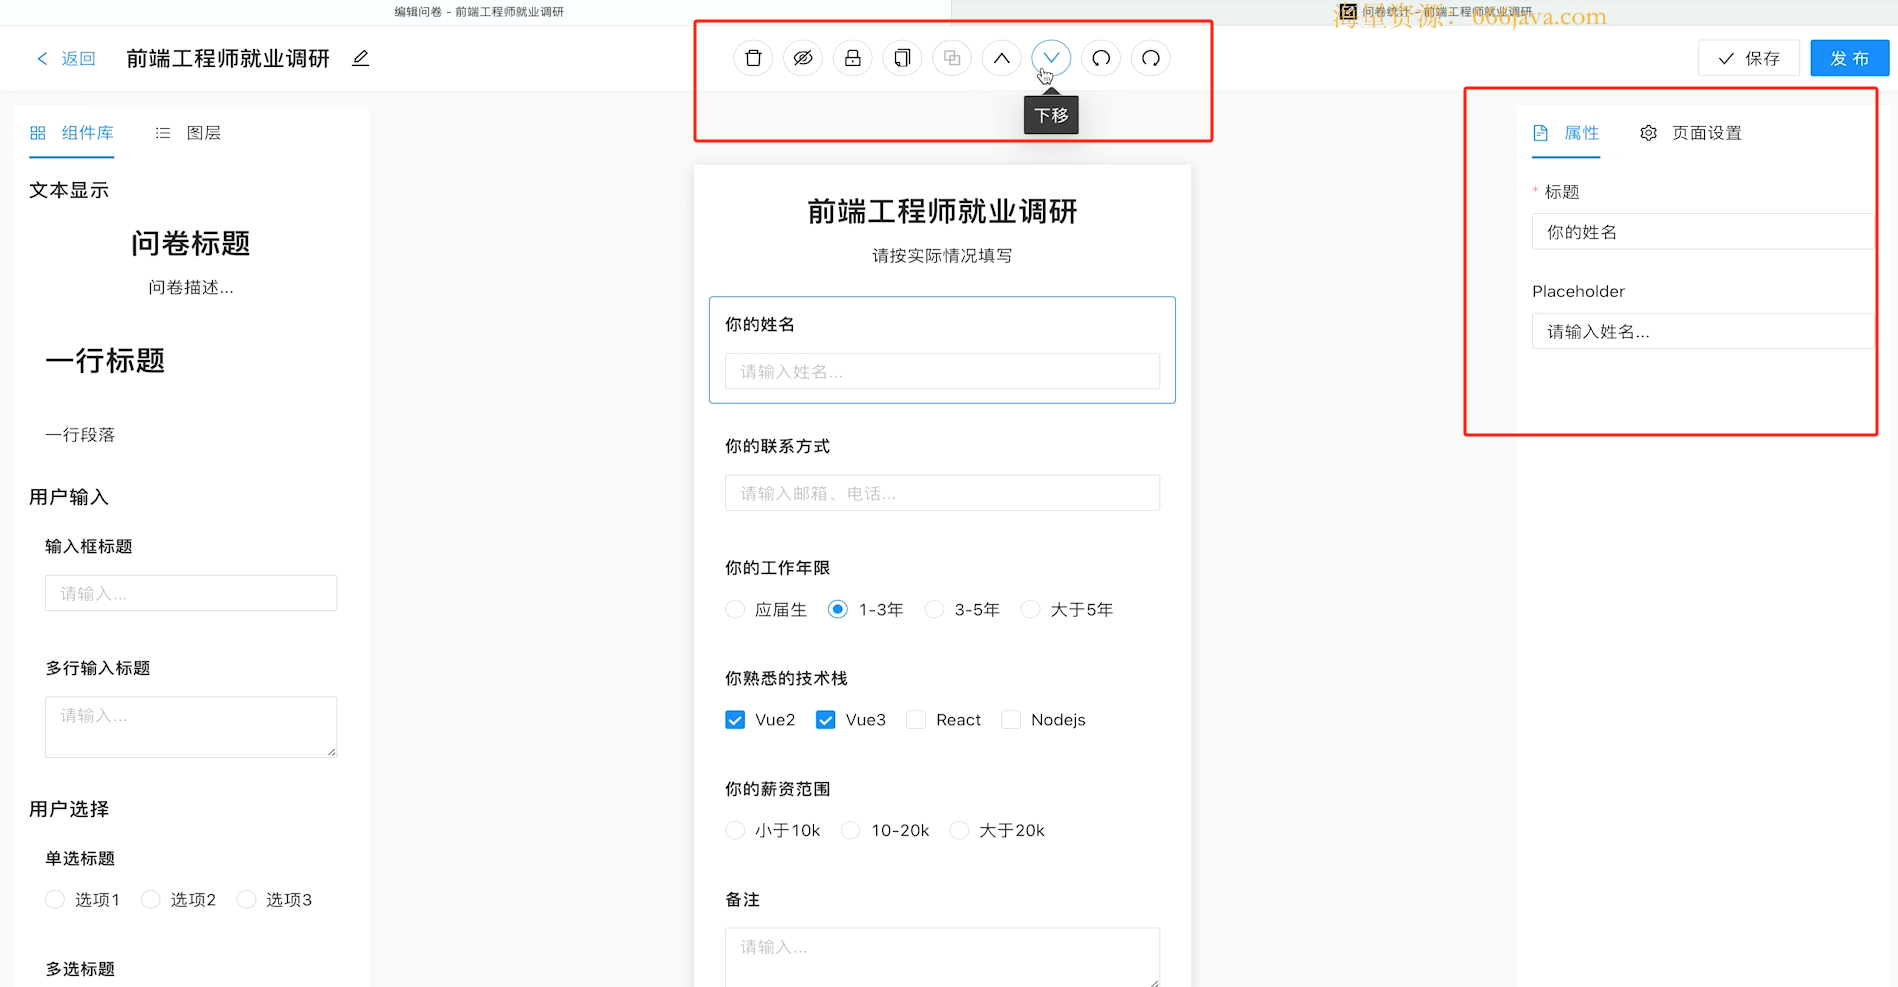 编辑问卷 - 前端工程师就业调研
问卷统计 - 前端工程师就业调研
海量资源：666java.com
返回
前端工程师就业调研
保存
发 布
下移
组件库
图层
文本显示
问卷标题
问卷描述...
一行标题
一行段落
用户输入
输入框标题
请输入...
多行输入标题
请输入...
用户选择
单选标题
选项1 选项2 选项3
多选标题
前端工程师就业调研
请按实际情况填写
你的姓名
请输入姓名...
你的联系方式
请输入邮箱、电话...
你的工作年限
应届生 1-3年 3-5年 大于5年
你熟悉的技术栈
Vue2 Vue3 React Nodejs
你的薪资范围
小于10k 10-20k 大于20k
备注
请输入...
属性
页面设置
* 标题
你的姓名
Placeholder
请输入姓名...